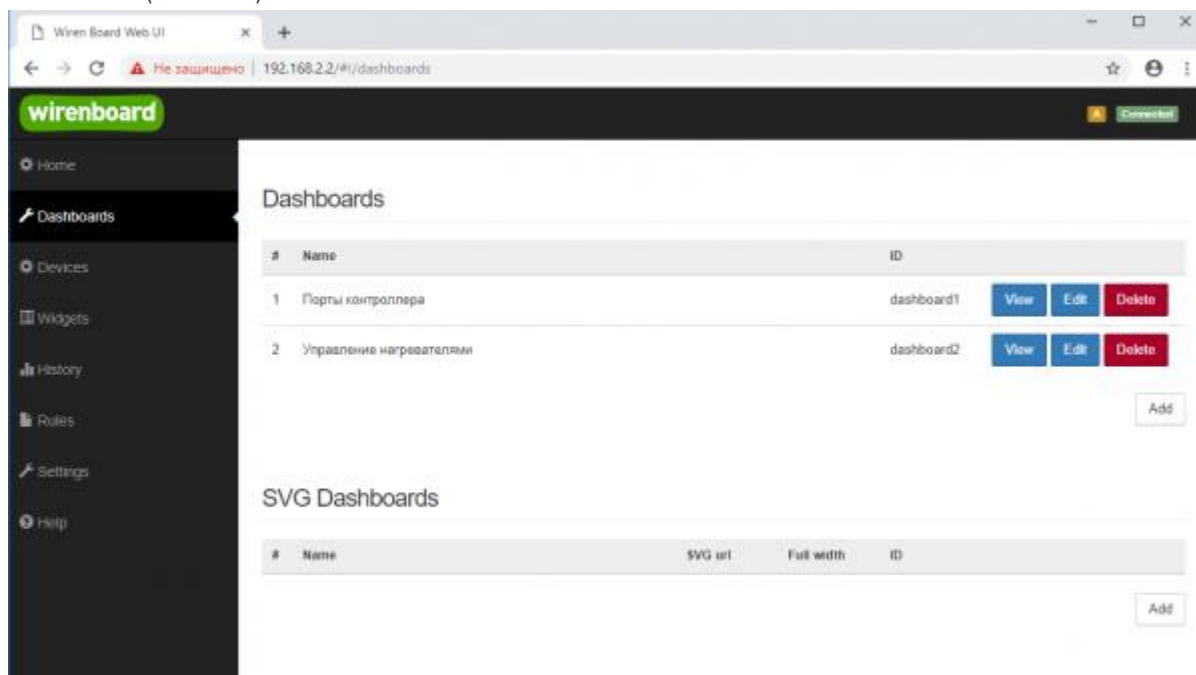 Wiren Board Web UI
Не защищено 192.168.2.2/#!/dashboards
wirenboard
A Connected
Home
Dashboards
Devices
Widgets
History
Rules
Settings
Help
Dashboards
# Name ID
1 Порты контроллера dashboard1 View Edit Delete
2 Управление нагревателями dashboard2 View Edit Delete
Add
SVG Dashboards
# Name SVG url Full width ID
Add